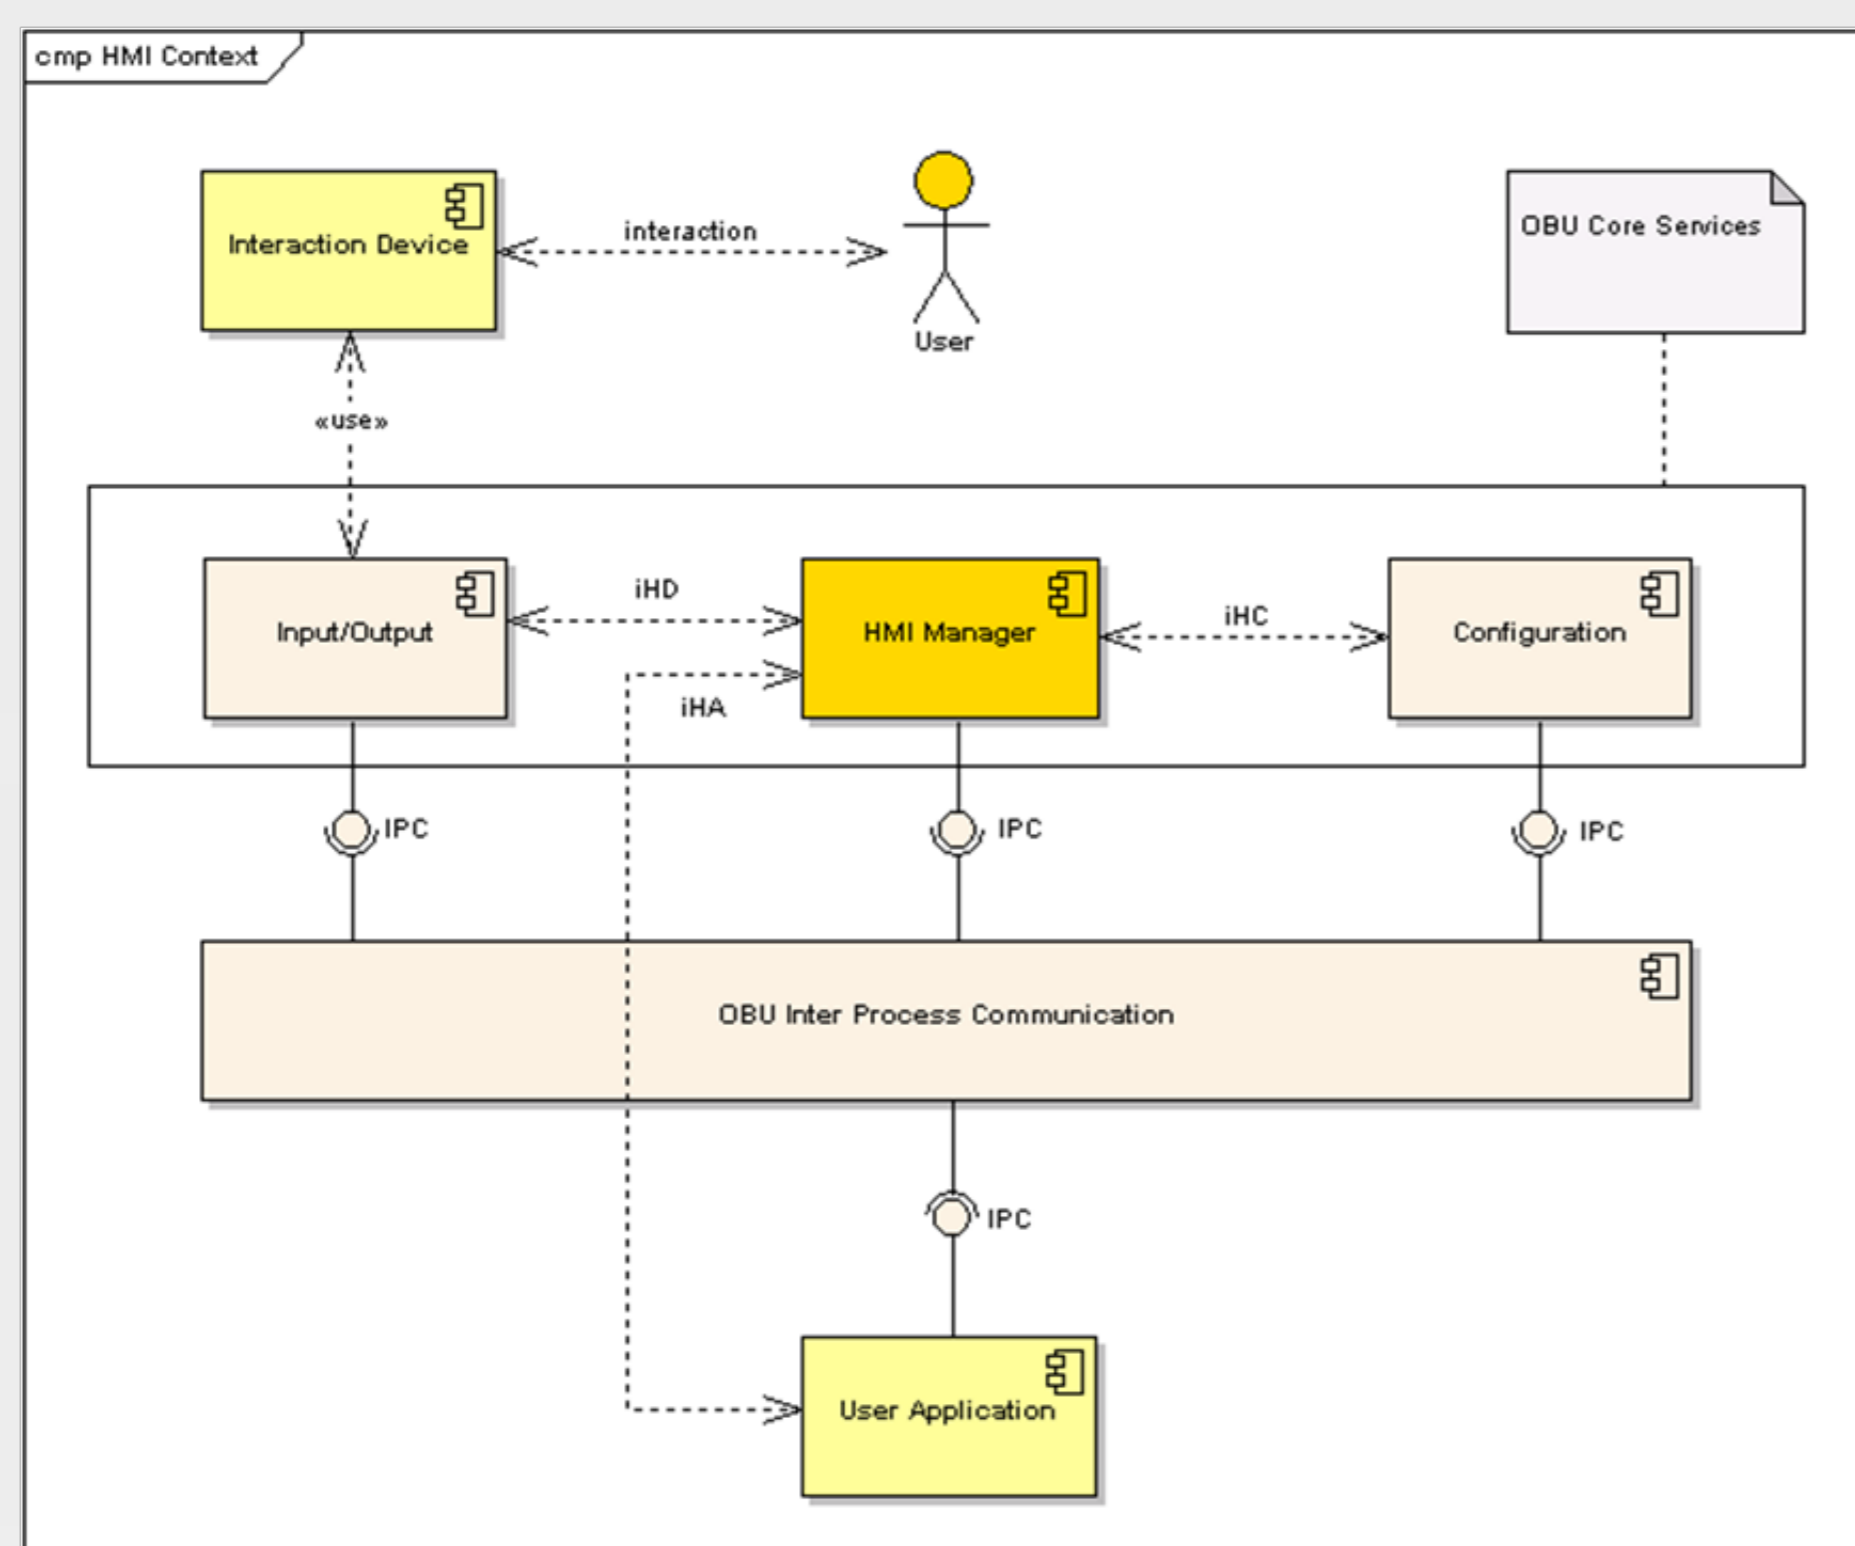 cmp HMI Context
Interaction Device
interaction
User
OBU Core Services
«use»
Input/Output
iHD
HMI Manager
iHC
Configuration
iHA
IPC
IPC
IPC
OBU Inter Process Communication
IPC
User Application